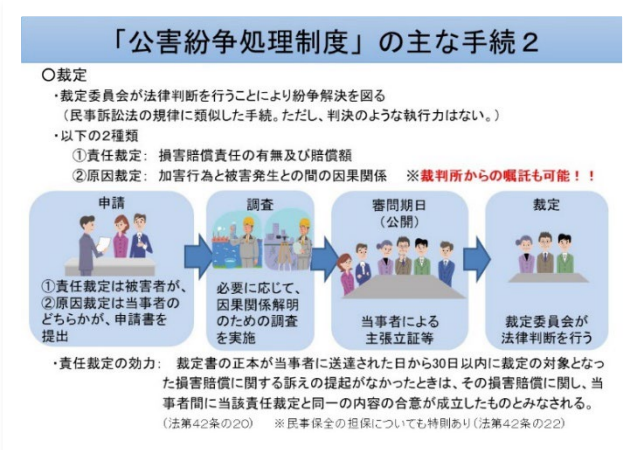 「公害紛争処理制度」の主な手続２
○裁定
・裁定委員会が法律判断を行うことにより紛争解決を図る
（民事訴訟法の規律に類似した手続。ただし、判決のような執行力はない。）
・以下の２種類
①責任裁定： 損害賠償責任の有無及び賠償額
②原因裁定： 加害行為と被害発生との間の因果関係 ※裁判所からの嘱託も可能！！
申請
①責任裁定は被害者が、
②原因裁定は当事者の
どちらかが、申請書を
提出
調査
必要に応じて、
因果関係解明
のための調査
を実施
審問期日
（公開）
当事者による
主張立証等
裁定
裁定委員会が
法律判断を行う
・責任裁定の効力： 裁定書の正本が当事者に送達された日から30日以内に裁定の対象となっ
た損害賠償に関する訴えの提起がなかったときは、その損害賠償に関し、当
事者間に当該責任裁定と同一の内容の合意が成立したものとみなされる。
（法第42条の20） ※民事保全の担保についても特則あり（法第42条の22）